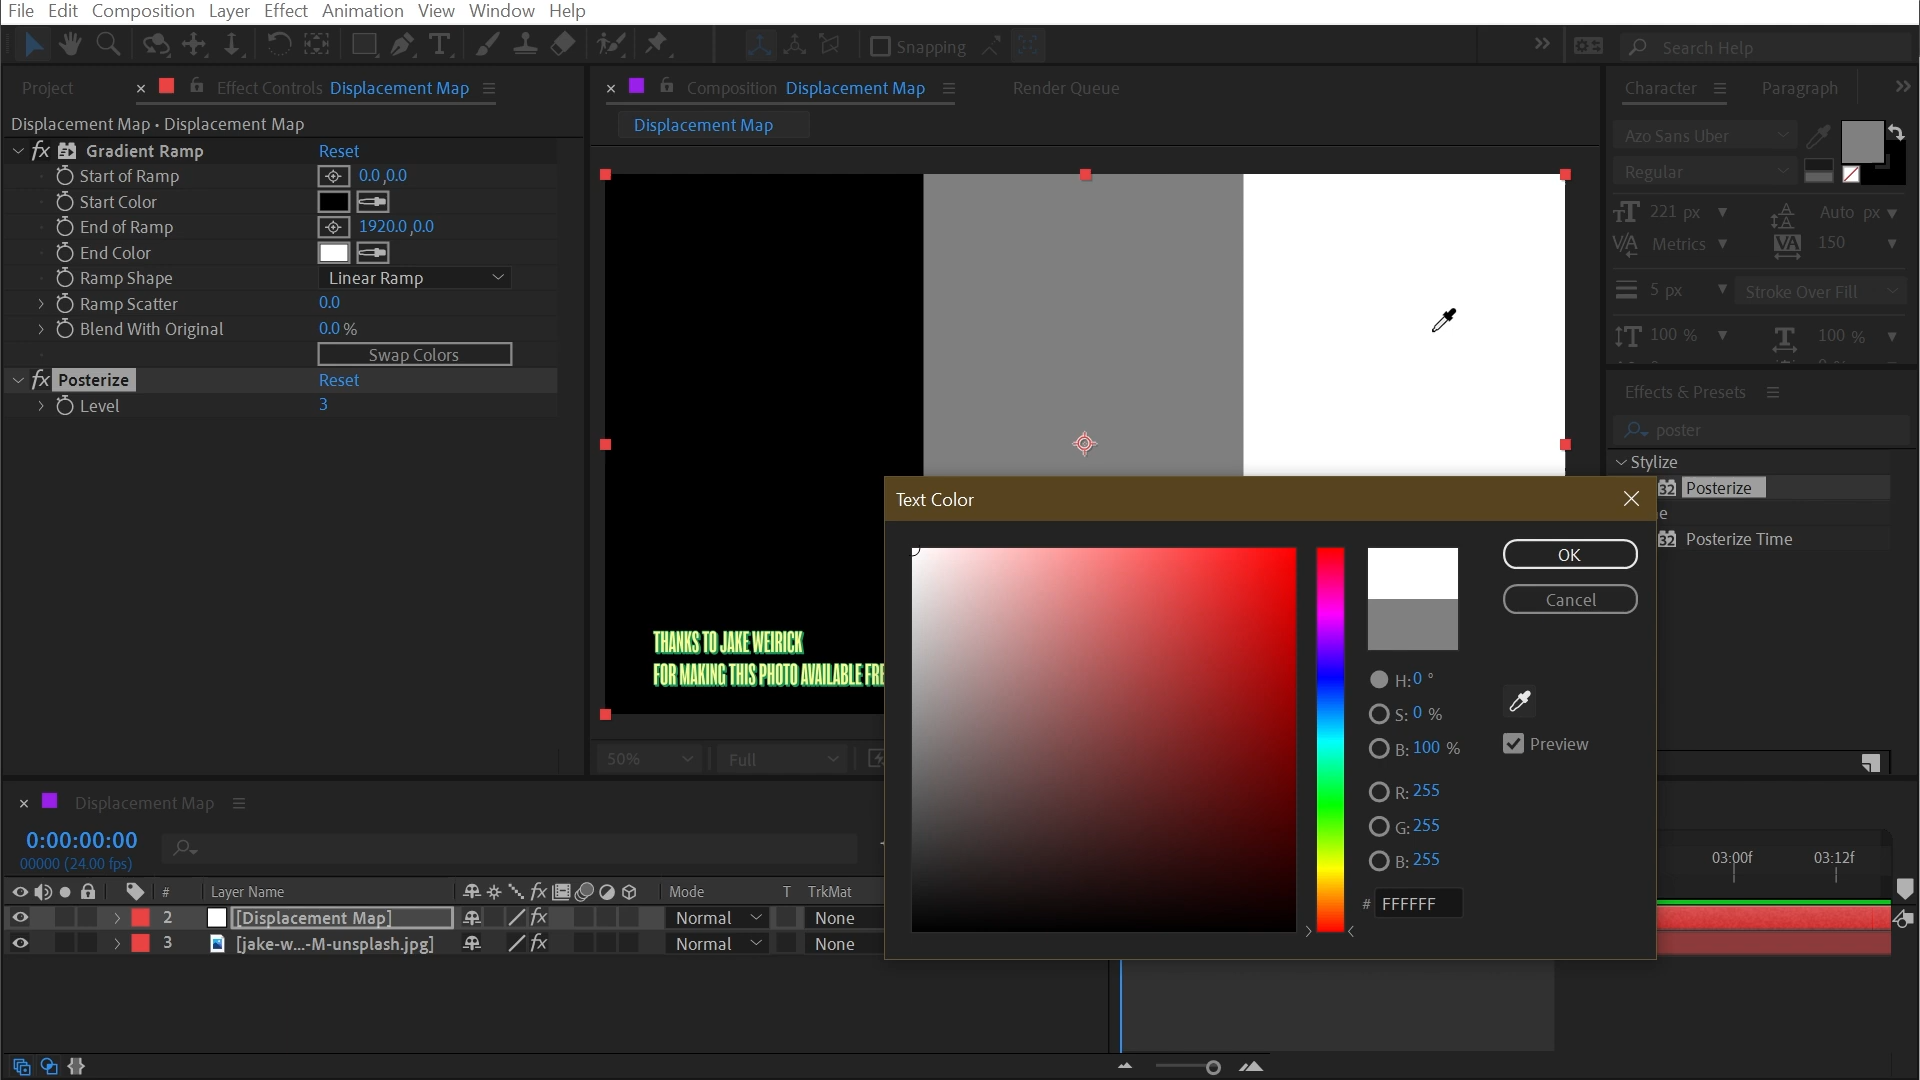 File Edit Composition Layer Effect Animation View Window Help
Snapping
Search Help
Project
Effect Controls Displacement Map
Composition Displacement Map
Render Queue
Character
Paragraph
Displacement Map • Displacement Map
Displacement Map
fx Gradient Ramp Reset
Start of Ramp 0.0,0.0
Start Color
End of Ramp 1920.0,0.0
End Color
Ramp Shape Linear Ramp
Ramp Scatter 0.0
Blend With Original 0.0 %
Swap Colors
fx Posterize Reset
Level 3
THANKS TO JAKE WEIRICK
FOR MAKING THIS PHOTO AVAILABLE FRE
50% Full
Azo Sans Uber
Regular
221 px Auto px
Metrics 150
5 px Stroke Over Fill
100 % 100 %
Effects & Presets
poster
Stylize
32 Posterize
e
32 Posterize Time
Text Color
OK
Cancel
H: 0 °
S: 0 %
B: 100 %
Preview
R: 255
G: 255
B: 255
# FFFFFF
Displacement Map
0:00:00:00
00000 (24.00 fps)
03:00f 03:12f
# Layer Name fx Mode T TrkMat
2 [Displacement Map] fx Normal None
3 [jake-w...-M-unsplash.jpg] fx Normal None